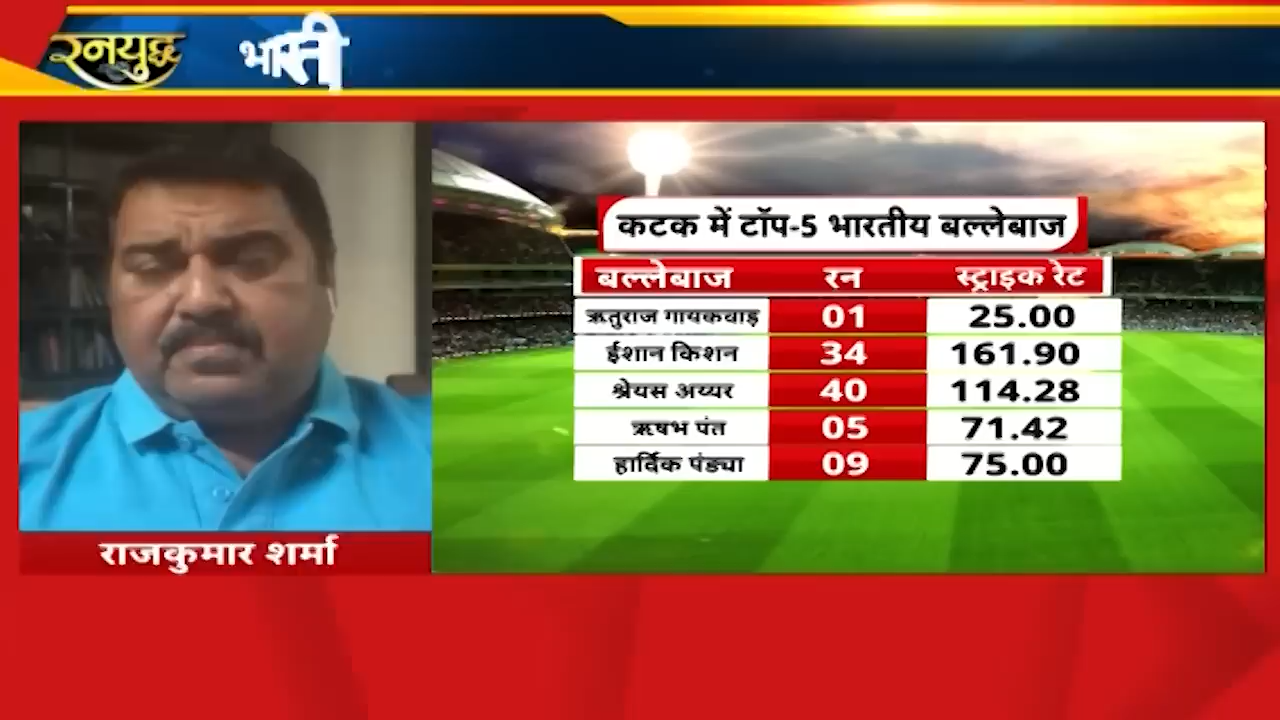 रनयुद्ध
कटक में टॉप-5 भारतीय बल्लेबाज
बल्लेबाज रन स्ट्राइक रेट
ऋतुराज गायकवाड़ 01 25.00
ईशान किशन 34 161.90
श्रेयस अय्यर 40 114.28
ऋषभ पंत 05 71.42
हार्दिक पंड्या 09 75.00
राजकुमार शर्मा